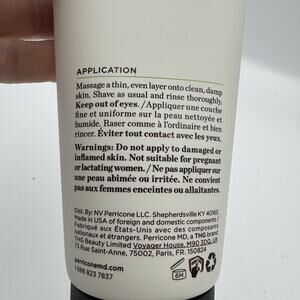 APPLICATION
Massage a thin, even layer onto clean, damp
skin. Shave as usual and rinse thoroughly.
Keep out of eyes. / Appliquer une couche
fine et uniforme sur la peau nettoyée et
humide. Raser comme à l'ordinaire et bien
rincer. Éviter tout contact avec les yeux.
Warnings: Do not apply to damaged or
inflamed skin. Not suitable for pregnant
or lactating women. / Ne pas appliquer sur
une peau abimée ou irritée. Ne convient
pas aux femmes enceintes ou allaitantes.
Dist. By: NV Perricone LLC. Shepherdsville KY 40165.
Made in USA of foreign and domestic components /
Fabriqué aux États-Unis avec des composants
nationaux et étrangers. Perricone MD, a THG brand
THG Beauty Limited Voyager House, M90 3DQ, UK
73 Rue Saint-Anne, 75002, Paris, FR. 150824
perriconemd.com
1 888 823 7837
6M